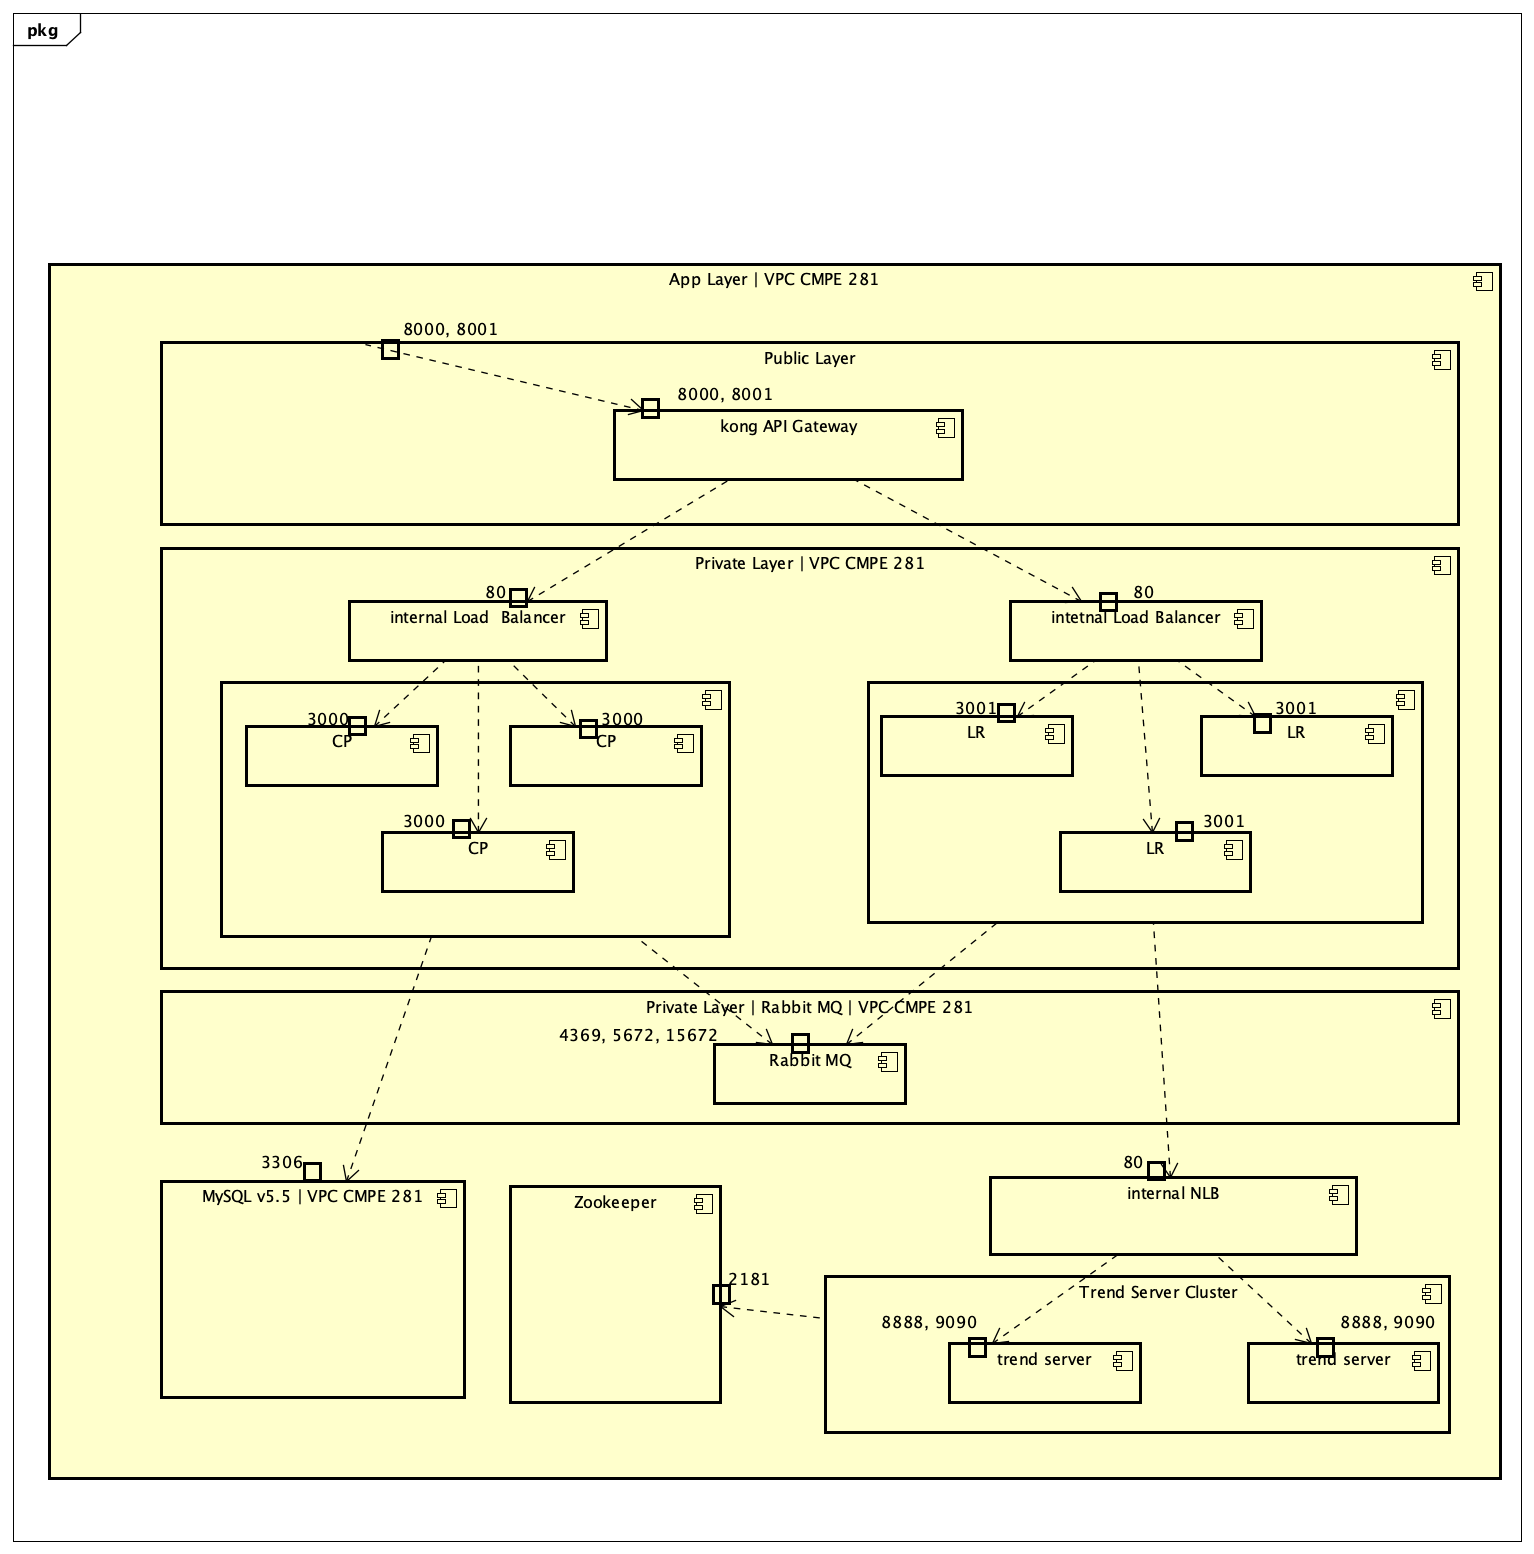 pkg
App Layer | VPC CMPE 281
8000, 8001
Public Layer
8000, 8001
kong API Gateway
Private Layer | VPC CMPE 281
80
internal Load  Balancer
80
intetnal Load Balancer
3000
CP
3000
CP
3001
LR
3001
LR
3000
CP
3001
LR
Private Layer | Rabbit MQ | VPC CMPE 281
4369, 5672, 15672
Rabbit MQ
3306
MySQL v5.5 | VPC CMPE 281
Zookeeper
80
internal NLB
2181
Trend Server Cluster
8888, 9090
trend server
8888, 9090
trend server